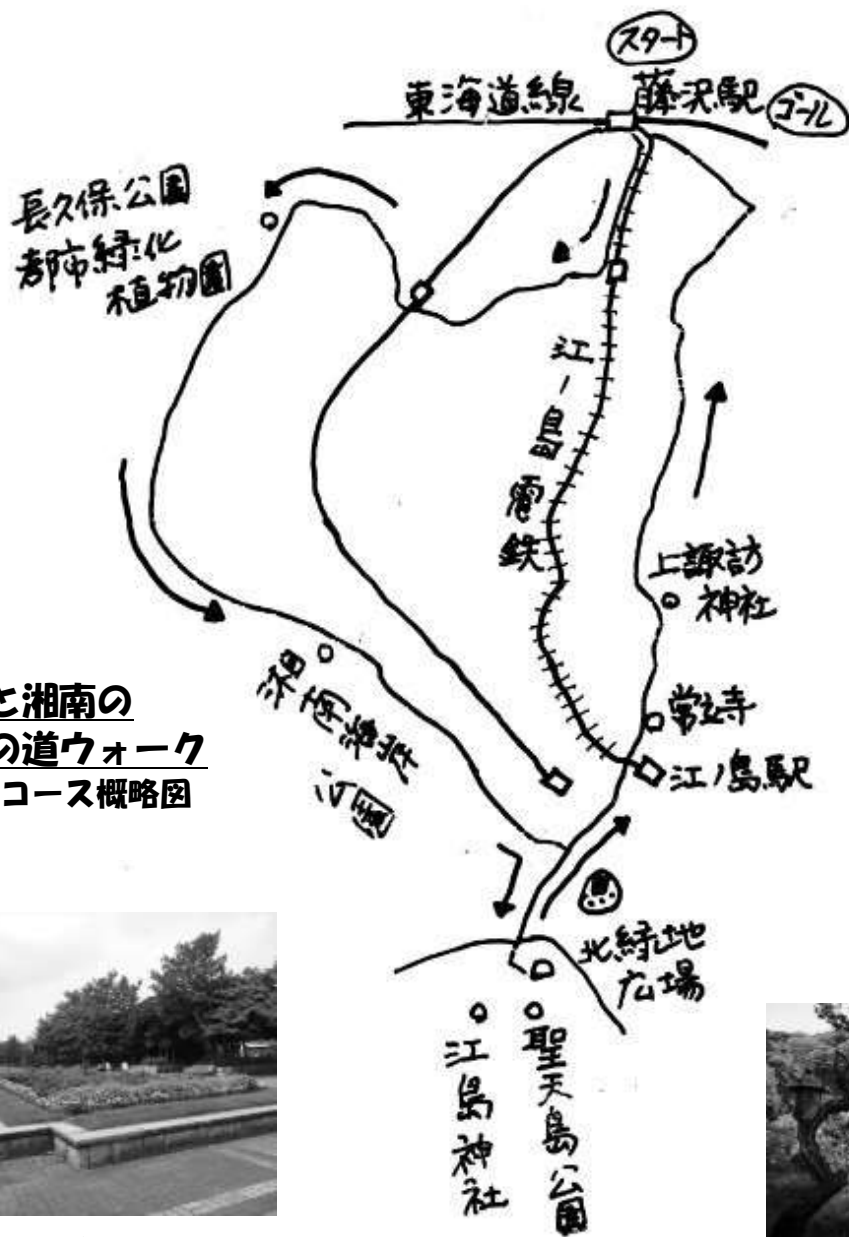 スタート
東海道線
藤沢駅
ゴール
長久保公園
都市緑化
植物園
江ノ島電鉄
上諏訪
神社
常立寺
江ノ島駅
湘南海岸
公園
と湘南の
の道ウォーク
コース概略図
北緑地
広場
江島神社
聖天島公園